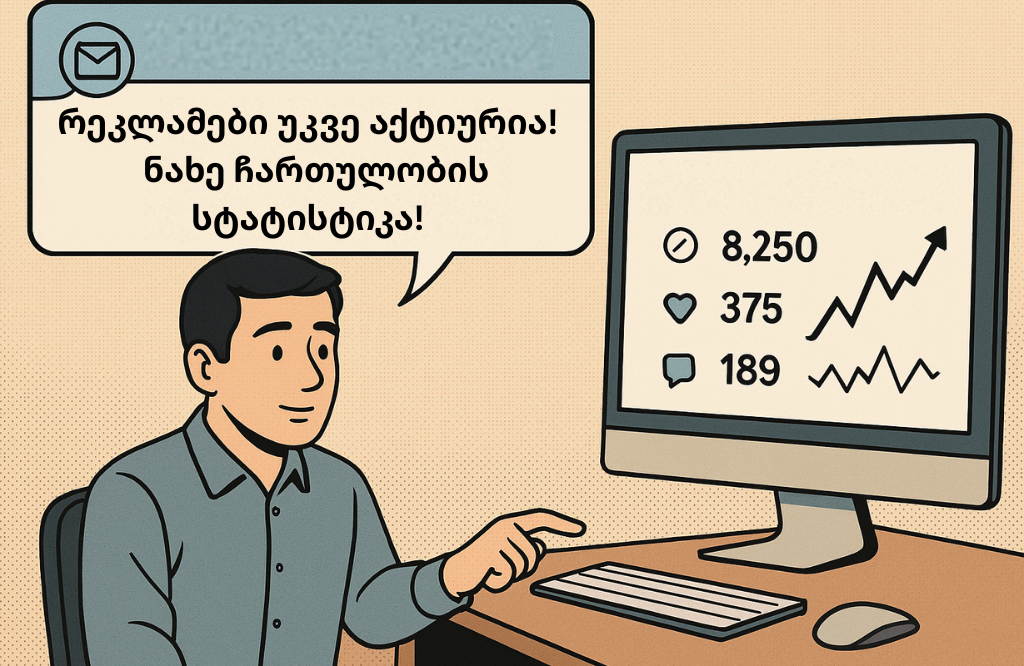 რეკლამები უკვე აქტიურია!
ნახე ჩართულობის
სტატისტიკა!
8,250
375
189